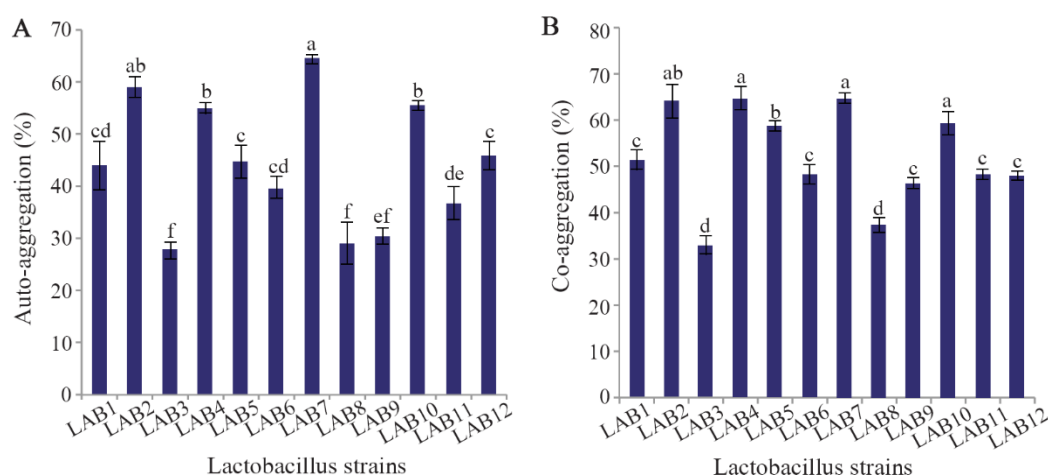 A
Auto-aggregation (%)
70
60
50
40
30
20
10
0
cd
ab
f
b
c
cd
a
f
ef
b
de
c
LAB1
LAB2
LAB3
LAB4
LAB5
LAB6
LAB7
LAB8
LAB9
LAB10
LAB11
LAB12
Lactobacillus strains
B
Co-aggregation (%)
80
70
60
50
40
30
20
10
0
c
ab
d
a
b
c
a
d
c
a
c
c
LAB1
LAB2
LAB3
LAB4
LAB5
LAB6
LAB7
LAB8
LAB9
LAB10
LAB11
LAB12
Lactobacillus strains